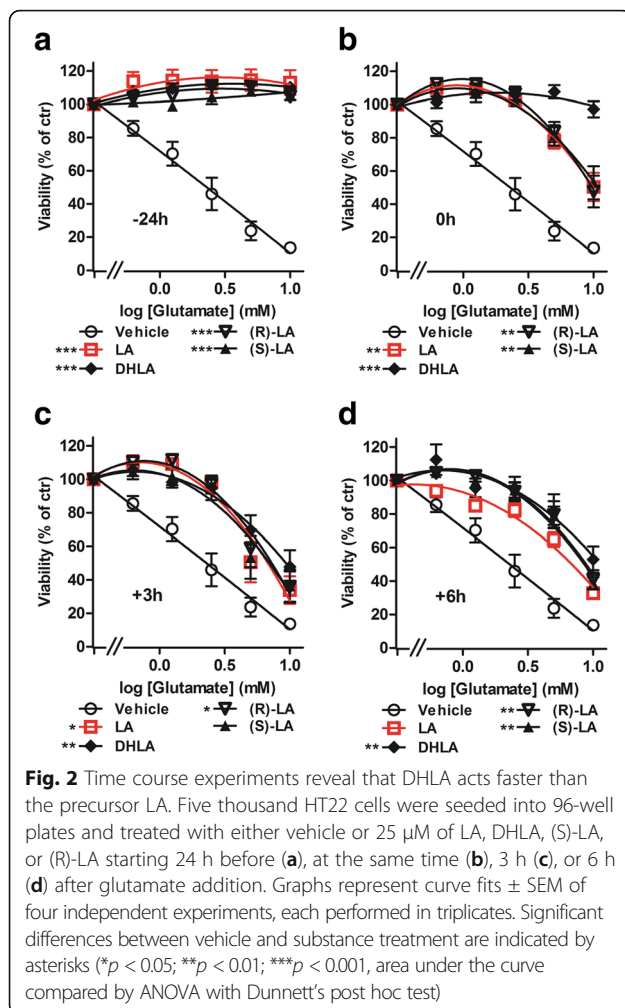 a
120
100
80
60
40
20
0
Viability (% of ctr)
-24h
0.0 0.5 1.0
log [Glutamate] (mM)
Vehicle
*** LA
*** DHLA
*** (R)-LA
*** (S)-LA
b
120
100
80
60
40
20
0
Viability (% of ctr)
0h
0.0 0.5 1.0
log [Glutamate] (mM)
Vehicle
** LA
*** DHLA
** (R)-LA
** (S)-LA
c
120
100
80
60
40
20
0
Viability (% of ctr)
+3h
0.0 0.5 1.0
log [Glutamate] (mM)
Vehicle
* LA
** DHLA
* (R)-LA
(S)-LA
d
120
100
80
60
40
20
0
Viability (% of ctr)
+6h
0.0 0.5 1.0
log [Glutamate] (mM)
Vehicle
LA
** DHLA
** (R)-LA
** (S)-LA
Fig. 2 Time course experiments reveal that DHLA acts faster than
the precursor LA. Five thousand HT22 cells were seeded into 96-well
plates and treated with either vehicle or 25 μM of LA, DHLA, (S)-LA,
or (R)-LA starting 24 h before (a), at the same time (b), 3 h (c), or 6 h
(d) after glutamate addition. Graphs represent curve fits ± SEM of
four independent experiments, each performed in triplicates. Significant
differences between vehicle and substance treatment are indicated by
asterisks (*p < 0.05; **p < 0.01; ***p < 0.001, area under the curve
compared by ANOVA with Dunnett's post hoc test)